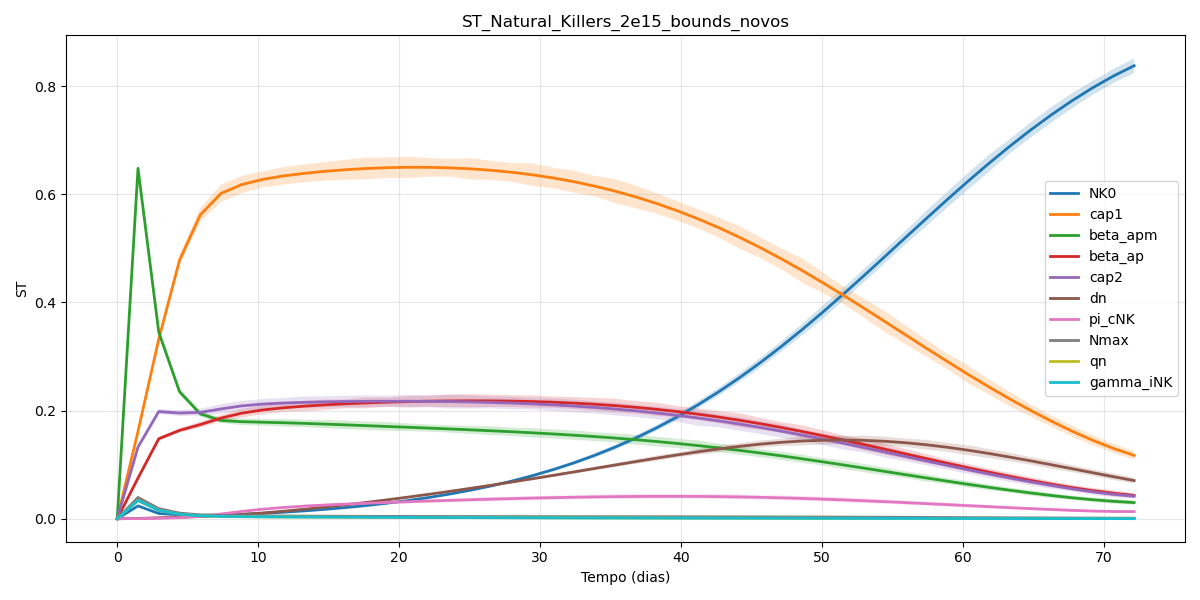 ST_Natural_Killers_2e15_bounds_novos
ST
0.8
0.6
0.4
0.2
0.0
0 10 20 30 40 50 60 70
Tempo (dias)
NK0
cap1
beta_apm
beta_ap
cap2
dn
pi_cNK
Nmax
qn
gamma_iNK